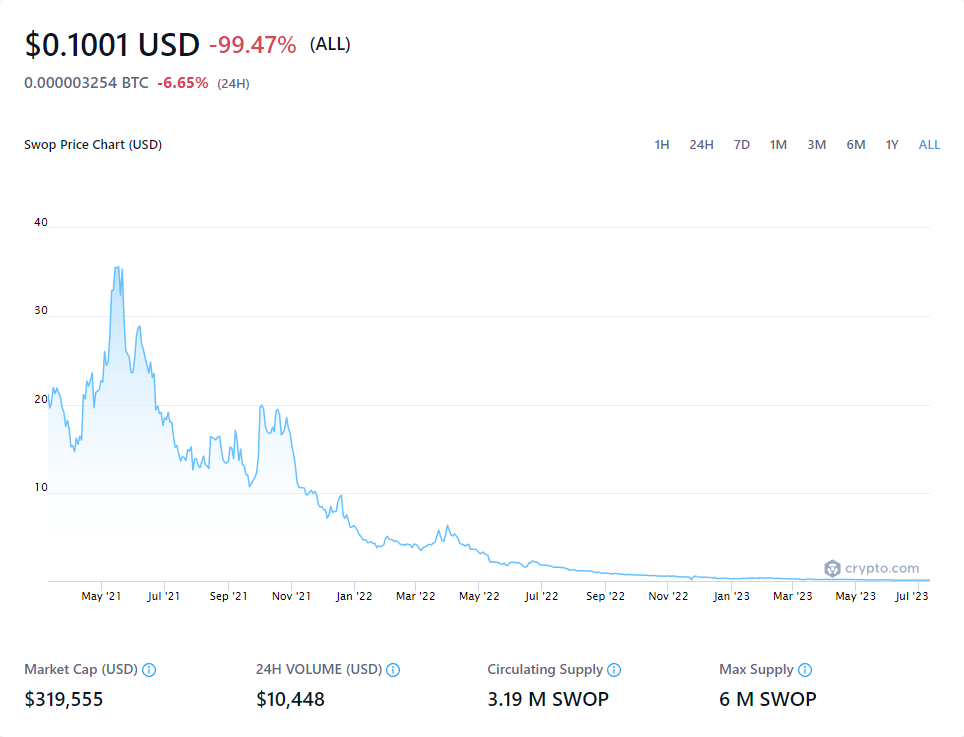 $0.1001 USD -99.47% (ALL)
0.000003254 BTC -6.65% (24H)
Swop Price Chart (USD) 1H 24H 7D 1M 3M 6M 1Y ALL
40
30
20
10
crypto.com
May '21 Jul '21 Sep '21 Nov '21 Jan '22 Mar '22 May '22 Jul '22 Sep '22 Nov '22 Jan '23 Mar '23 May '23 Jul '23
Market Cap (USD) 24H VOLUME (USD) Circulating Supply Max Supply
$319,555 $10,448 3.19 M SWOP 6 M SWOP